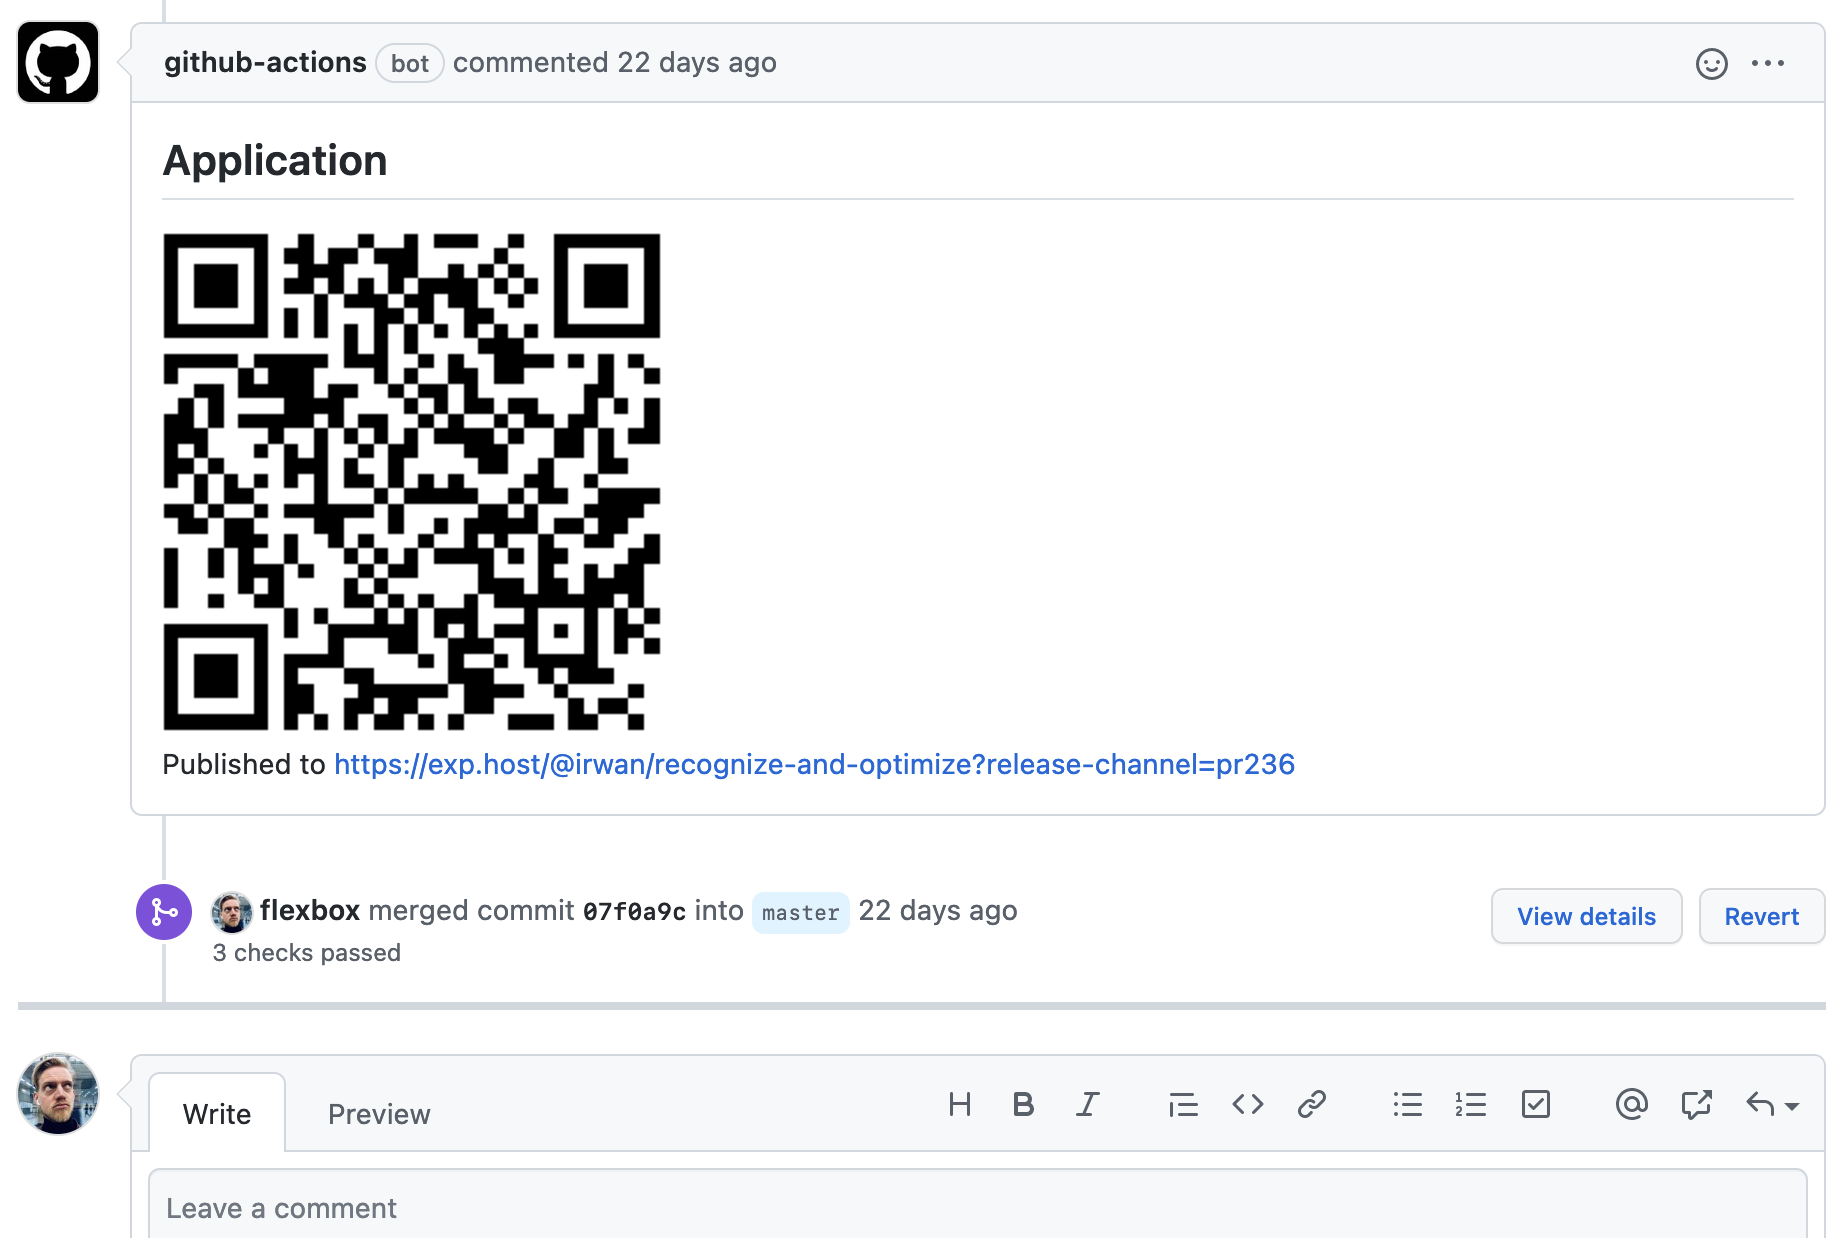 github-actions bot commented 22 days ago
Application
Published to https://exp.host/@irwan/recognize-and-optimize?release-channel=pr236
flexbox merged commit 07f0a9c into master 22 days ago
View details
Revert
3 checks passed
Write
Preview
Leave a comment